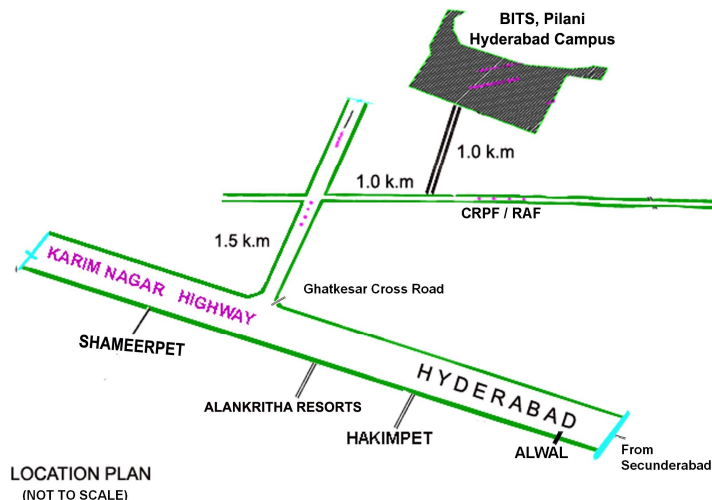 BITS, Pilani
Hyderabad Campus
1.0 k.m
1.0 k.m
CRPF / RAF
1.5 k.m
KARIM NAGAR HIGHWAY
Ghatkesar Cross Road
SHAMEERPET
HYDERABAD
ALANKRITHA RESORTS
HAKIMPET
ALWAL
From
Secunderabad
LOCATION PLAN
(NOT TO SCALE)